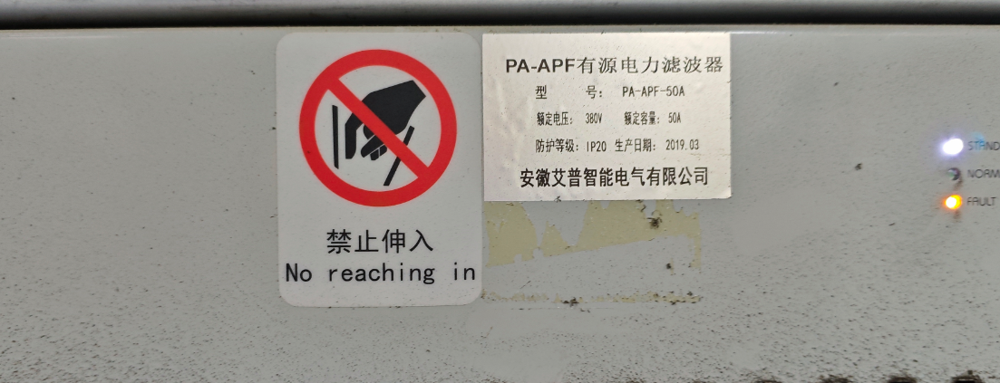 禁止伸入
No reaching in
PA-APF有源电力滤波器
型 号： PA-APF-50A
额定电压： 380V 额定容量： 50A
防护等级：IP20 生产日期：2019.03
安徽艾普智能电气有限公司
STAND
NORM
FAULT